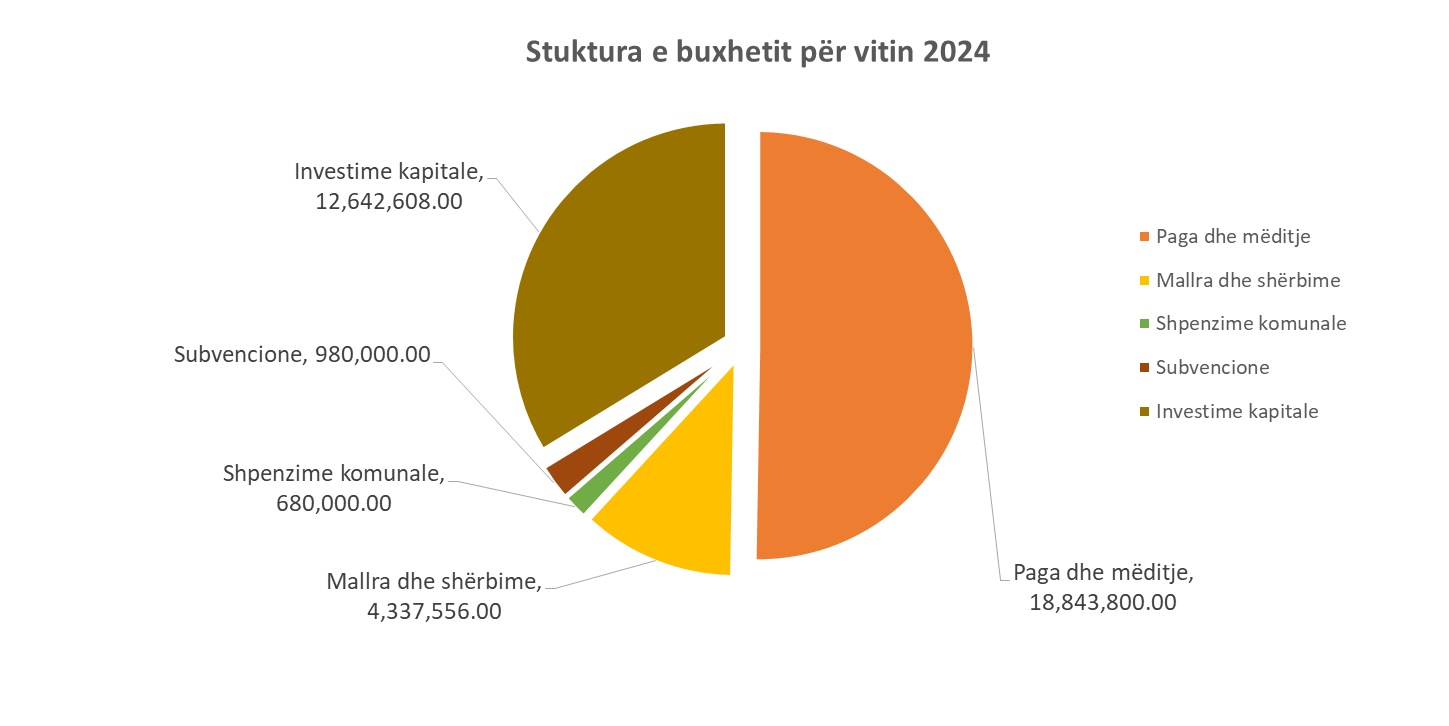 Stuktura e buxhetit për vitin 2024
Investime kapitale,
12,642,608.00
Subvencione, 980,000.00
Shpenzime komunale,
680,000.00
Mallra dhe shërbime,
4,337,556.00
Paga dhe mëditje,
18,843,800.00
Paga dhe mëditje
Mallra dhe shërbime
Shpenzime komunale
Subvencione
Investime kapitale